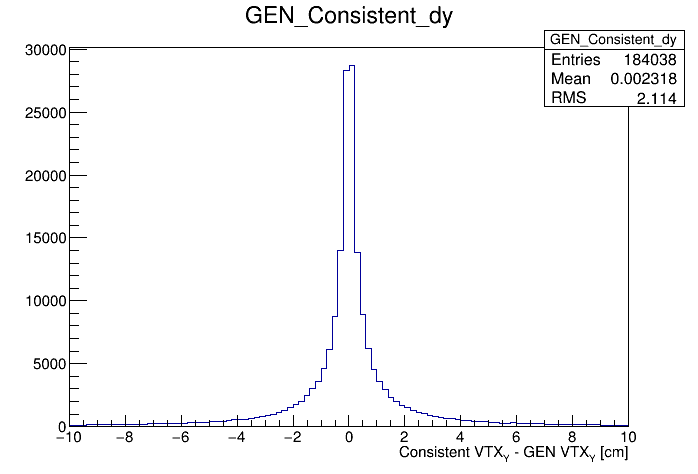 GEN_Consistent_dy
GEN_Consistent_dy
Entries 184038
Mean 0.002318
RMS 2.114
30000
25000
20000
15000
10000
5000
0
−10 −8 −6 −4 −2 0 2 4 6 8 10
Consistent VTX_Y - GEN VTX_Y [cm]